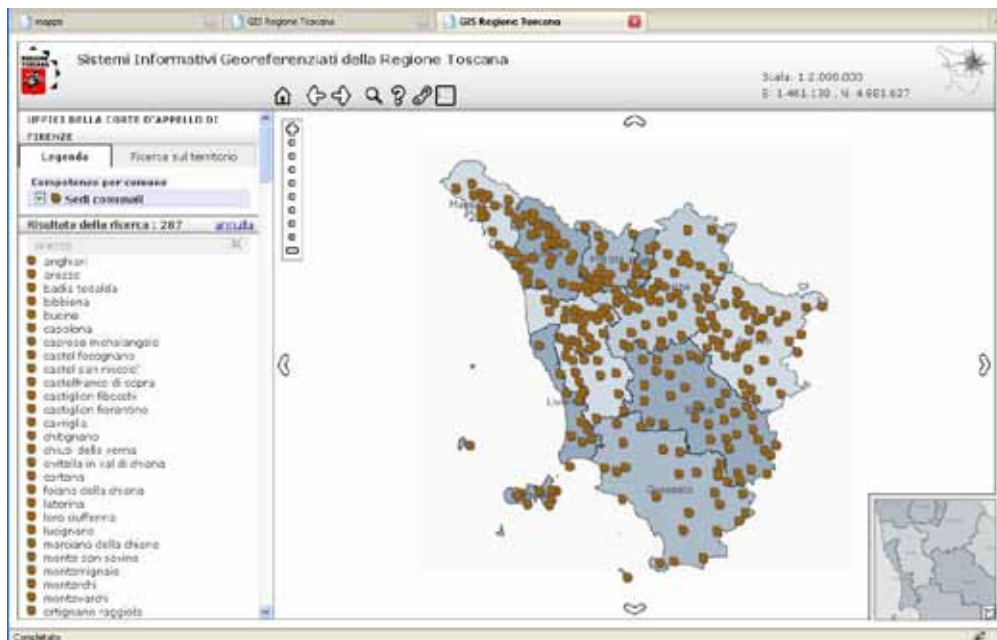 mappa
GIS Regione Toscana
GIS Regione Toscana
REGIONE TOSCANA
Sistemi Informativi Georeferenziati della Regione Toscana
Scala: 1:2.000.000
UFFICI DELLA CORTE D'APPELLO DI
FIRENZE
Legenda
Ricerca sul territorio
Competenza per comune
Sedi comunali
Risultato della ricerca : 287
annulla
arezzo
anghiari
arezzo
badia tedalda
bibbiena
bucine
capolona
caprese michelangelo
castel focognano
castel san niccolo'
castelfranco di sopra
castiglion fibocchi
castiglion fiorentino
cavriglia
chitignano
chiusi della verna
civitella in val di chiana
cortona
foiano della chiana
laterina
loro ciuffenna
lucignano
marciano della chiana
monte san savino
montemignaio
monterchi
montevarchi
ortignano raggiolo
Grosseto
Completato